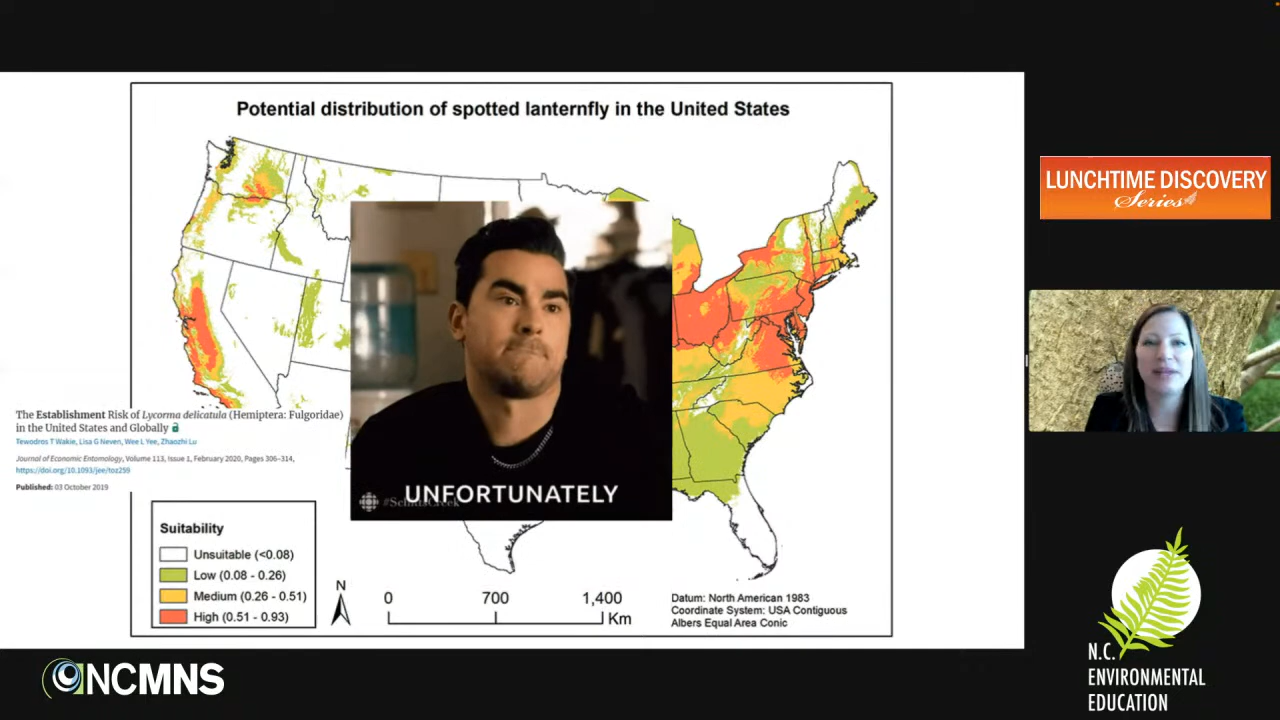 Potential distribution of spotted lanternfly in the United States
LUNCHTIME DISCOVERY
Series
The Establishment Risk of Lycorma delicatula (Hemiptera: Fulgoridae)
in the United States and Globally
Tewodros T Wakie, Lisa G Neven, Wee L Yee, Zhaozhi Lu
Journal of Economic Entomology, Volume 113, Issue 1, February 2020, Pages 306–314,
https://doi.org/10.1093/jee/toz259
Published: 03 October 2019
UNFORTUNATELY
#SchittsCreek
Suitability
Unsuitable (<0.08)
Low (0.08 - 0.26)
Medium (0.26 - 0.51)
High (0.51 - 0.93)
N
0 700 1,400
Km
Datum: North American 1983
Coordinate System: USA Contiguous
Albers Equal Area Conic
NCMNS
N.C.
ENVIRONMENTAL
EDUCATION